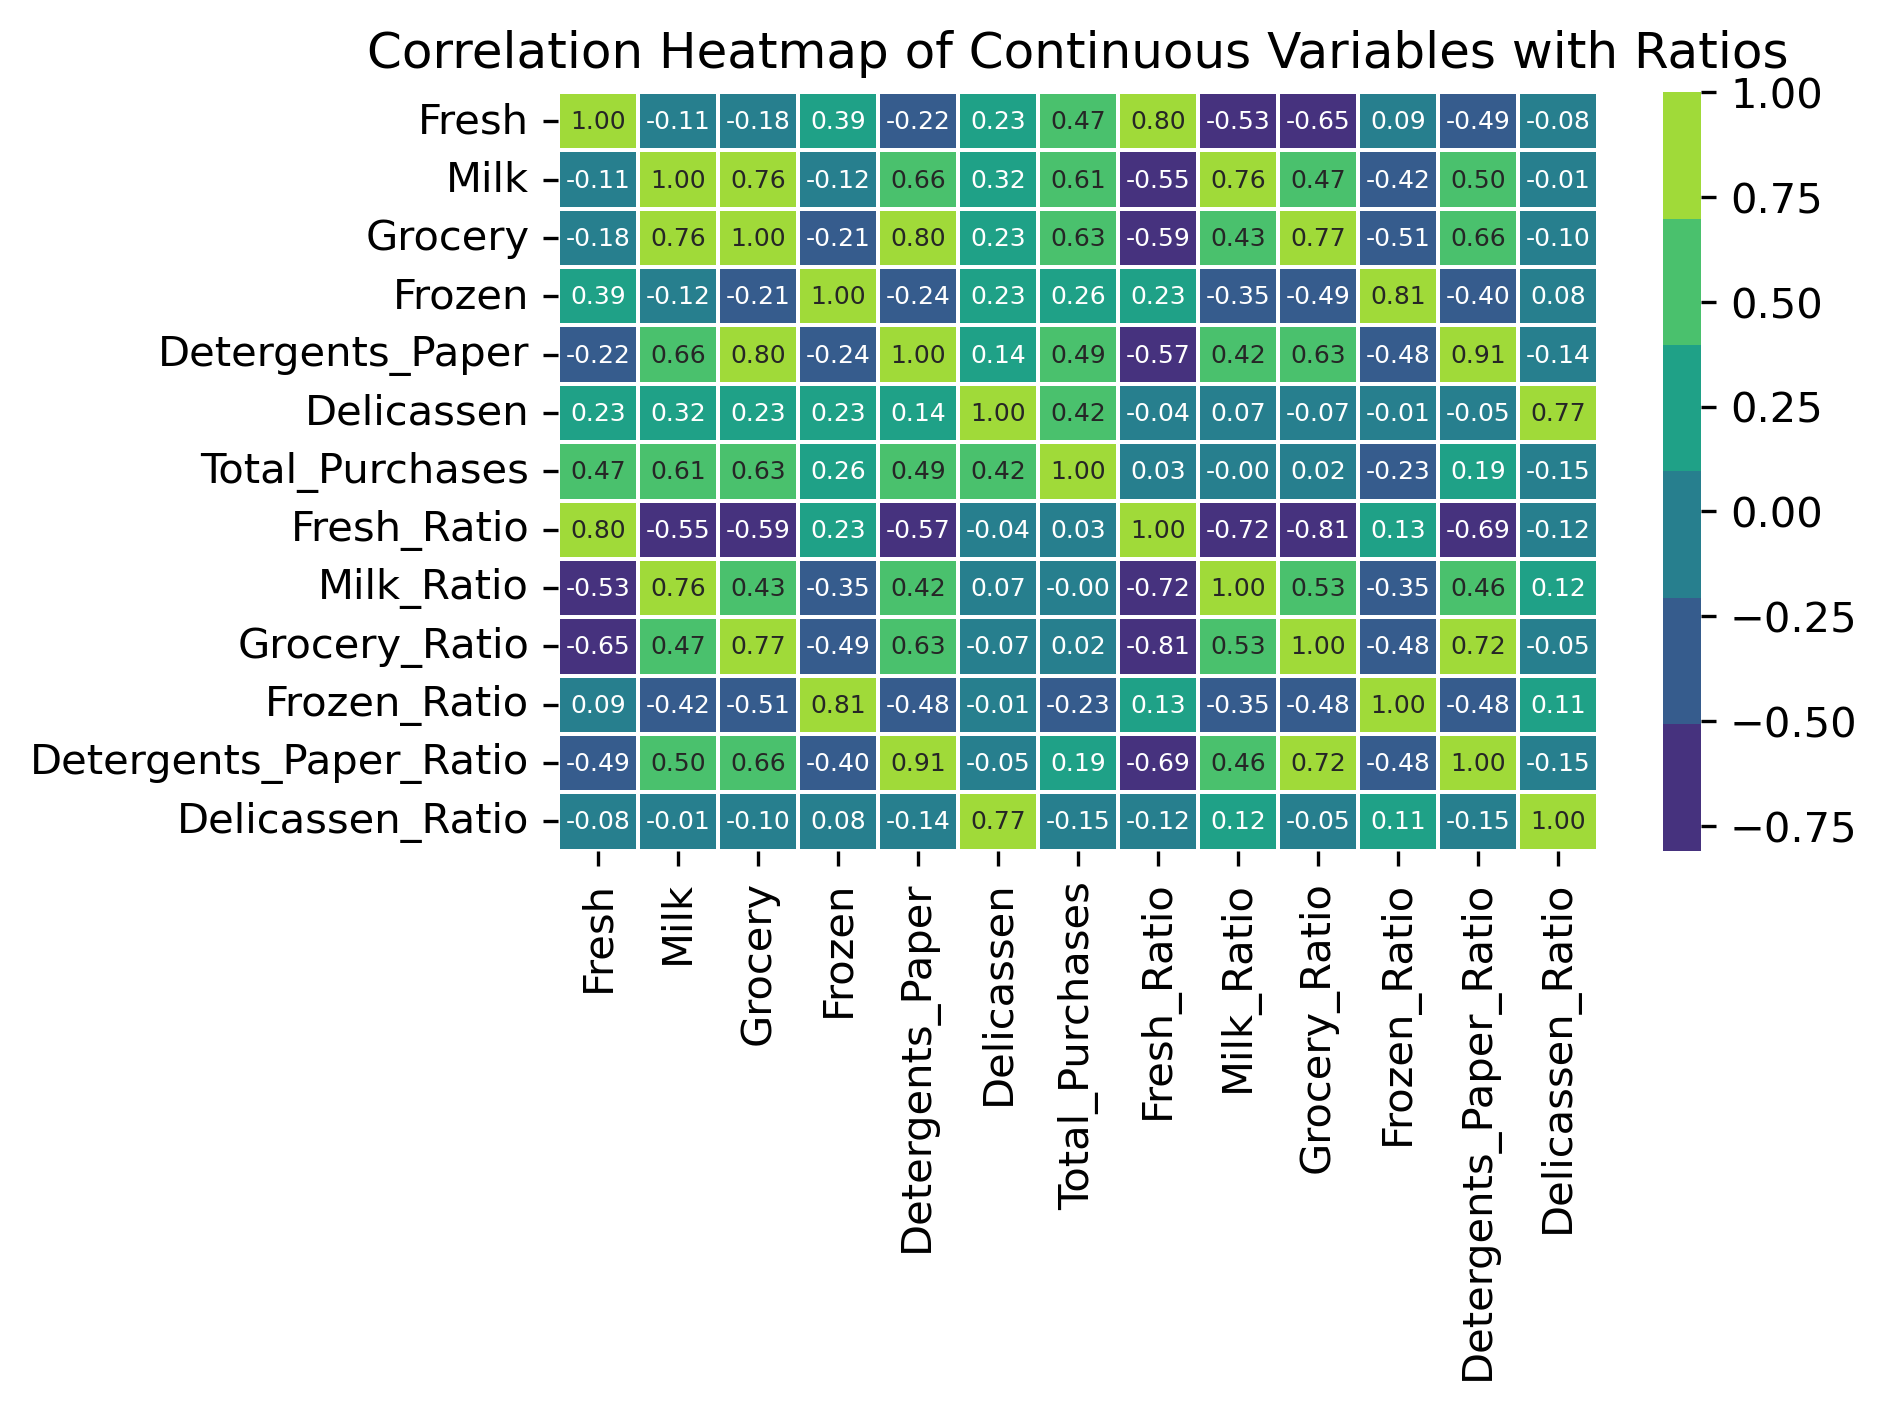 Correlation Heatmap of Continuous Variables with Ratios
Fresh 1.00 -0.11 -0.18 0.39 -0.22 0.23 0.47 0.80 -0.53 -0.65 0.09 -0.49 -0.08
Milk -0.11 1.00 0.76 -0.12 0.66 0.32 0.61 -0.55 0.76 0.47 -0.42 0.50 -0.01
Grocery -0.18 0.76 1.00 -0.21 0.80 0.23 0.63 -0.59 0.43 0.77 -0.51 0.66 -0.10
Frozen 0.39 -0.12 -0.21 1.00 -0.24 0.23 0.26 0.23 -0.35 -0.49 0.81 -0.40 0.08
Detergents_Paper -0.22 0.66 0.80 -0.24 1.00 0.14 0.49 -0.57 0.42 0.63 -0.48 0.91 -0.14
Delicassen 0.23 0.32 0.23 0.23 0.14 1.00 0.42 -0.04 0.07 -0.07 -0.01 -0.05 0.77
Total_Purchases 0.47 0.61 0.63 0.26 0.49 0.42 1.00 0.03 -0.00 0.02 -0.23 0.19 -0.15
Fresh_Ratio 0.80 -0.55 -0.59 0.23 -0.57 -0.04 0.03 1.00 -0.72 -0.81 0.13 -0.69 -0.12
Milk_Ratio -0.53 0.76 0.43 -0.35 0.42 0.07 -0.00 -0.72 1.00 0.53 -0.35 0.46 0.12
Grocery_Ratio -0.65 0.47 0.77 -0.49 0.63 -0.07 0.02 -0.81 0.53 1.00 -0.48 0.72 -0.05
Frozen_Ratio 0.09 -0.42 -0.51 0.81 -0.48 -0.01 -0.23 0.13 -0.35 -0.48 1.00 -0.48 0.11
Detergents_Paper_Ratio -0.49 0.50 0.66 -0.40 0.91 -0.05 0.19 -0.69 0.46 0.72 -0.48 1.00 -0.15
Delicassen_Ratio -0.08 -0.01 -0.10 0.08 -0.14 0.77 -0.15 -0.12 0.12 -0.05 0.11 -0.15 1.00
Fresh
Milk
Grocery
Frozen
Detergents_Paper
Delicassen
Total_Purchases
Fresh_Ratio
Milk_Ratio
Grocery_Ratio
Frozen_Ratio
Detergents_Paper_Ratio
Delicassen_Ratio
1.00
0.75
0.50
0.25
0.00
−0.25
−0.50
−0.75